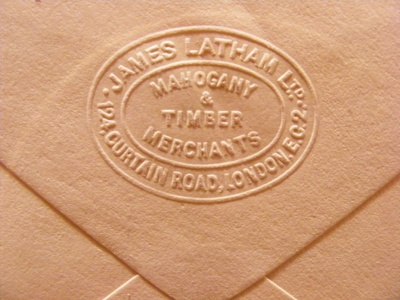 JAMES LATHAM LTD.
MAHOGANY
&
TIMBER
MERCHANTS
124, CURTAIN ROAD, LONDON, E.C.2.